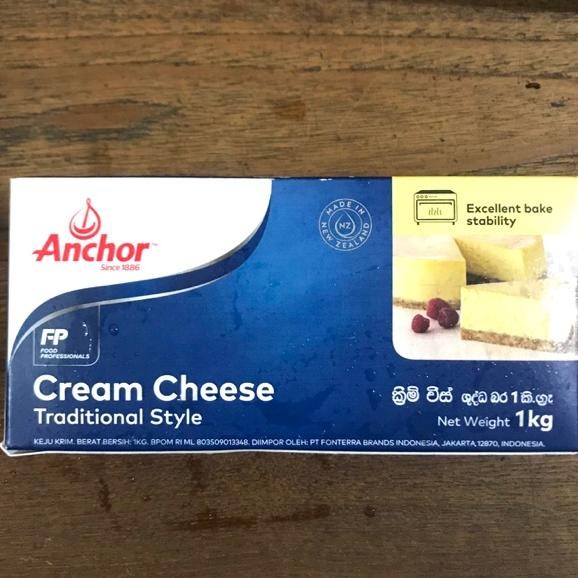 Anchor™
Since 1886
MADE IN
NZ
NEW ZEALAND
Excellent bake
stability
FP
FOOD
PROFESSIONALS
Cream Cheese
Traditional Style
ක්‍රිම් චීස් ශුද්ධ බර 1 කි.ග්‍රෑ
Net Weight 1kg
KEJU KRIM. BERAT BERSIH: 1KG. BPOM RI ML 803509013348. DIIMPOR OLEH: PT FONTERRA BRANDS INDONESIA, JAKARTA 12870, INDONESIA.